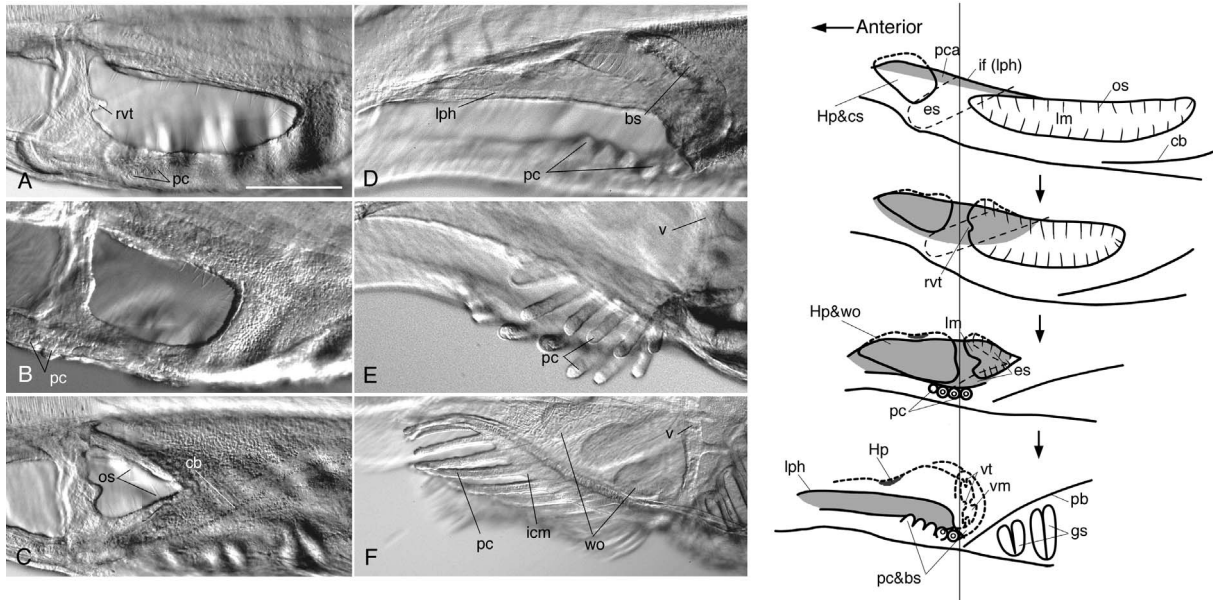 rvt
pc
A
pc
B
os
cb
C
lph
bs
pc
D
v
pc
E
v
pc
icm
wo
F
Anterior
pca
if (lph)
os
Hp&cs
es
lm
cb
rvt
Hp&wo
lm
es
pc
Hp
lph
vt
vm
pb
gs
pc&bs